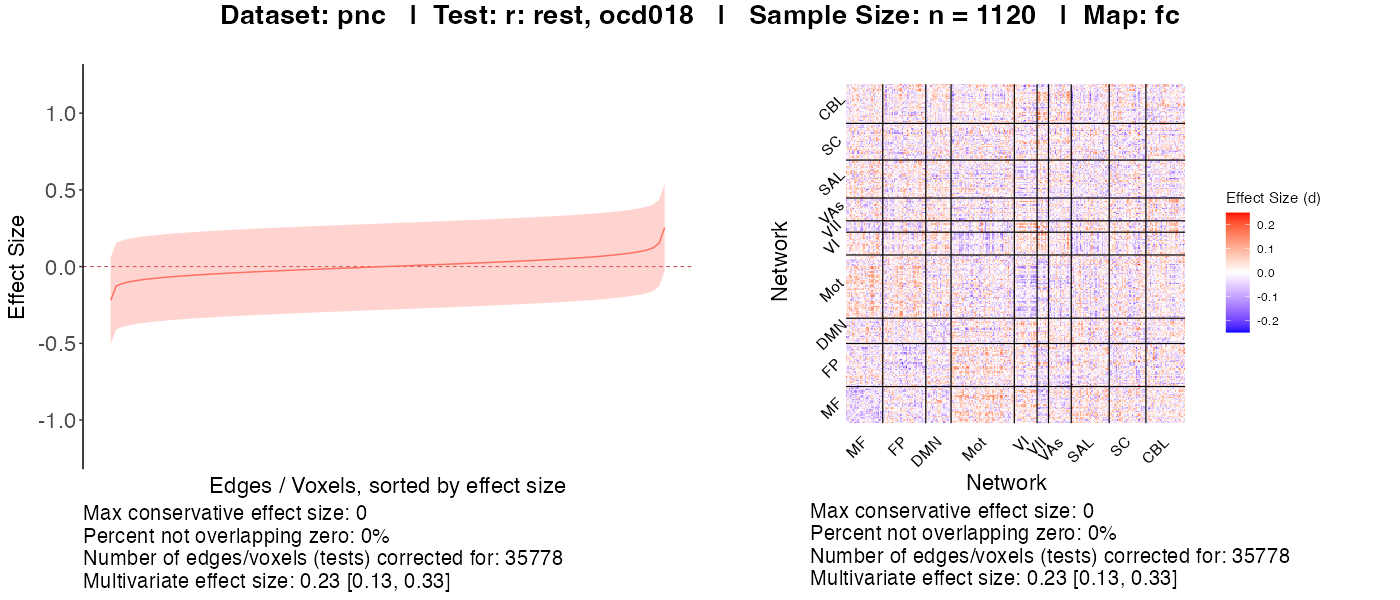 Dataset: pnc | Test: r: rest, ocd018 | Sample Size: n = 1120 | Map: fc
Effect Size
1.0
0.5
0.0
-0.5
-1.0
Edges / Voxels, sorted by effect size
Max conservative effect size: 0
Percent not overlapping zero: 0%
Number of edges/voxels (tests) corrected for: 35778
Multivariate effect size: 0.23 [0.13, 0.33]
Network
CBL
SC
SAL
VAs
VII
VI
Mot
DMN
FP
MF
MF FP DMN Mot VI VII VAs SAL SC CBL
Network
Effect Size (d)
0.2
0.1
0.0
-0.1
-0.2
Max conservative effect size: 0
Percent not overlapping zero: 0%
Number of edges/voxels (tests) corrected for: 35778
Multivariate effect size: 0.23 [0.13, 0.33]